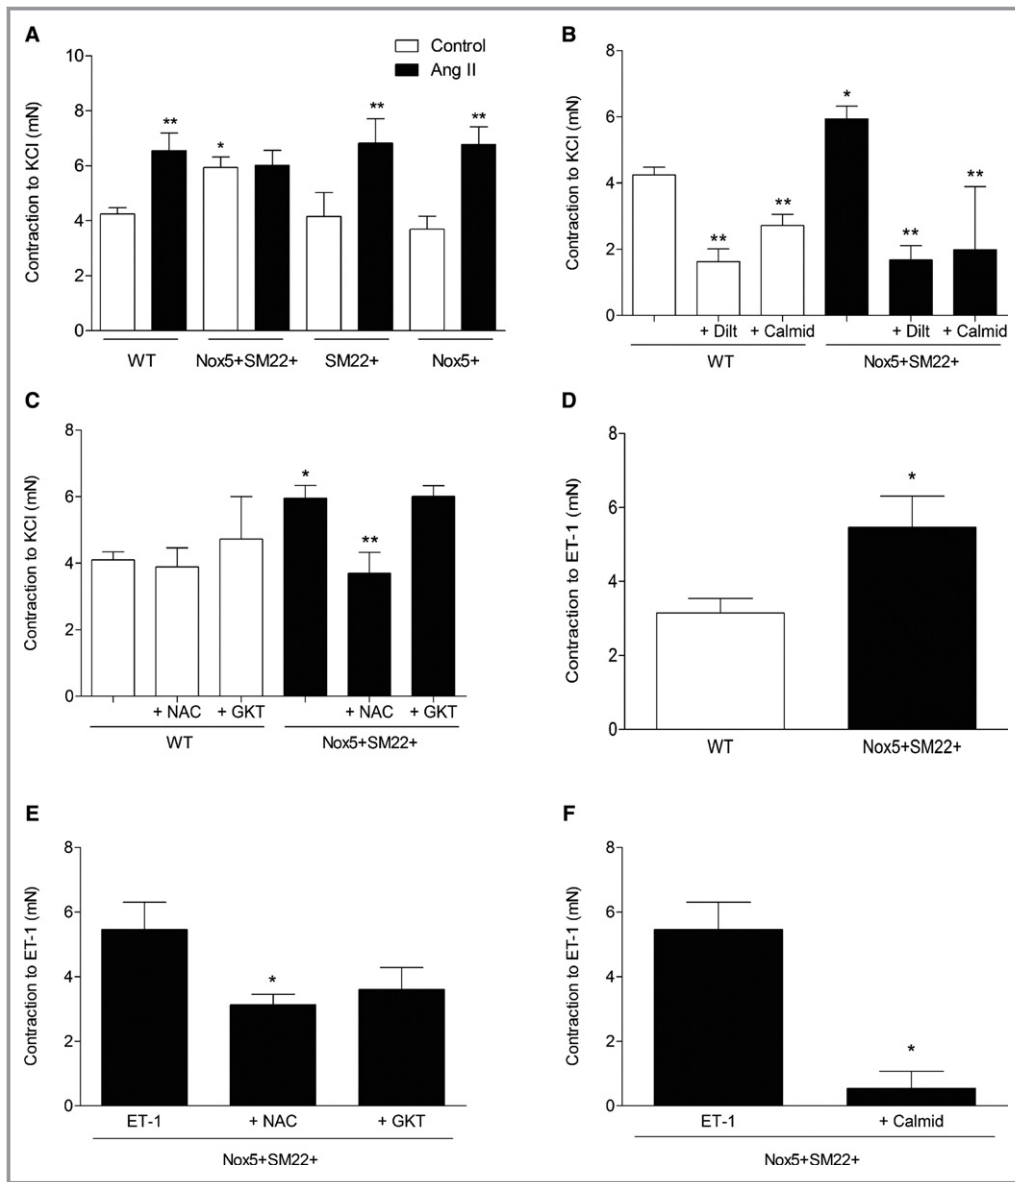 A
Contraction to KCl (mN)
10
8
6
4
2
0
Control
Ang II
**
*
**
**
WT
Nox5+SM22+
SM22+
Nox5+
B
Contraction to KCl (mN)
8
6
4
2
0
**
**
*
**
**
+ Dilt
+ Calmid
+ Dilt
+ Calmid
WT
Nox5+SM22+
C
Contraction to KCl (mN)
8
6
4
2
0
*
**
+ NAC
+ GKT
+ NAC
+ GKT
WT
Nox5+SM22+
D
Contraction to ET-1 (mN)
8
6
4
2
0
*
WT
Nox5+SM22+
E
Contraction to ET-1 (mN)
8
6
4
2
0
*
ET-1
+ NAC
+ GKT
Nox5+SM22+
F
Contraction to ET-1 (mN)
8
6
4
2
0
*
ET-1
+ Calmid
Nox5+SM22+